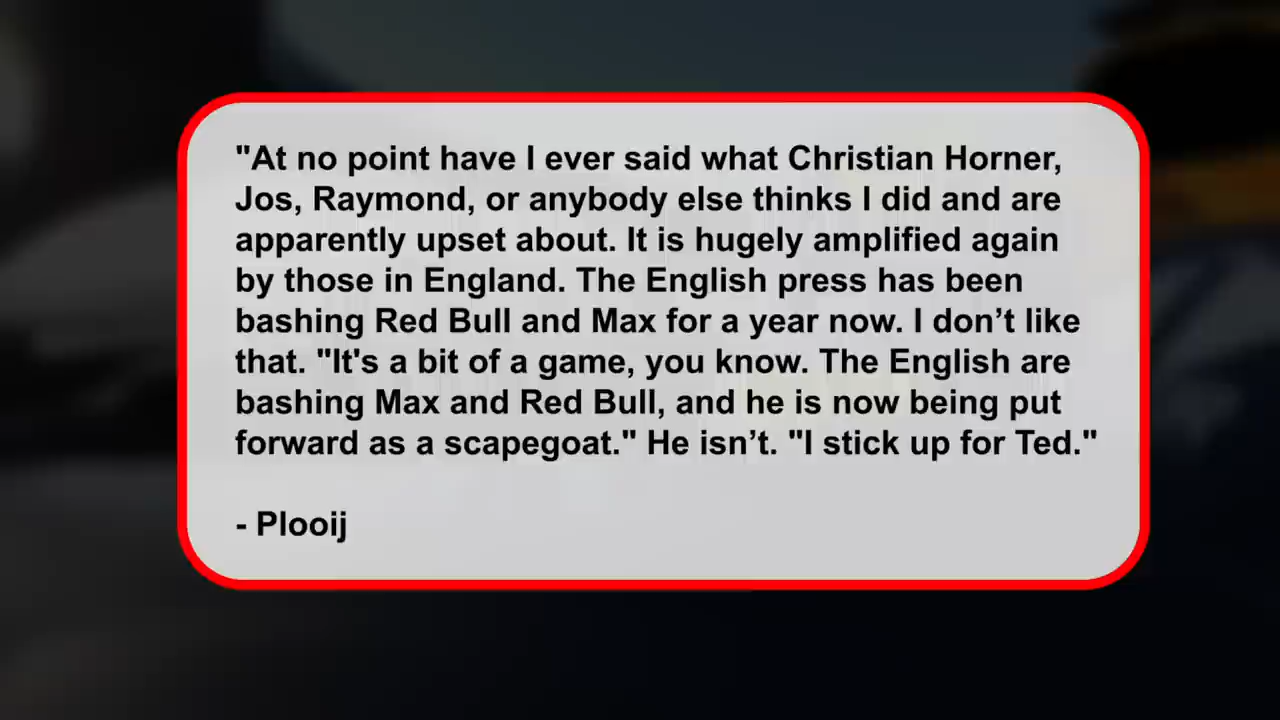 "At no point have I ever said what Christian Horner,
Jos, Raymond, or anybody else thinks I did and are
apparently upset about. It is hugely amplified again
by those in England. The English press has been
bashing Red Bull and Max for a year now. I don’t like
that. "It's a bit of a game, you know. The English are
bashing Max and Red Bull, and he is now being put
forward as a scapegoat." He isn’t. "I stick up for Ted."
- Plooij